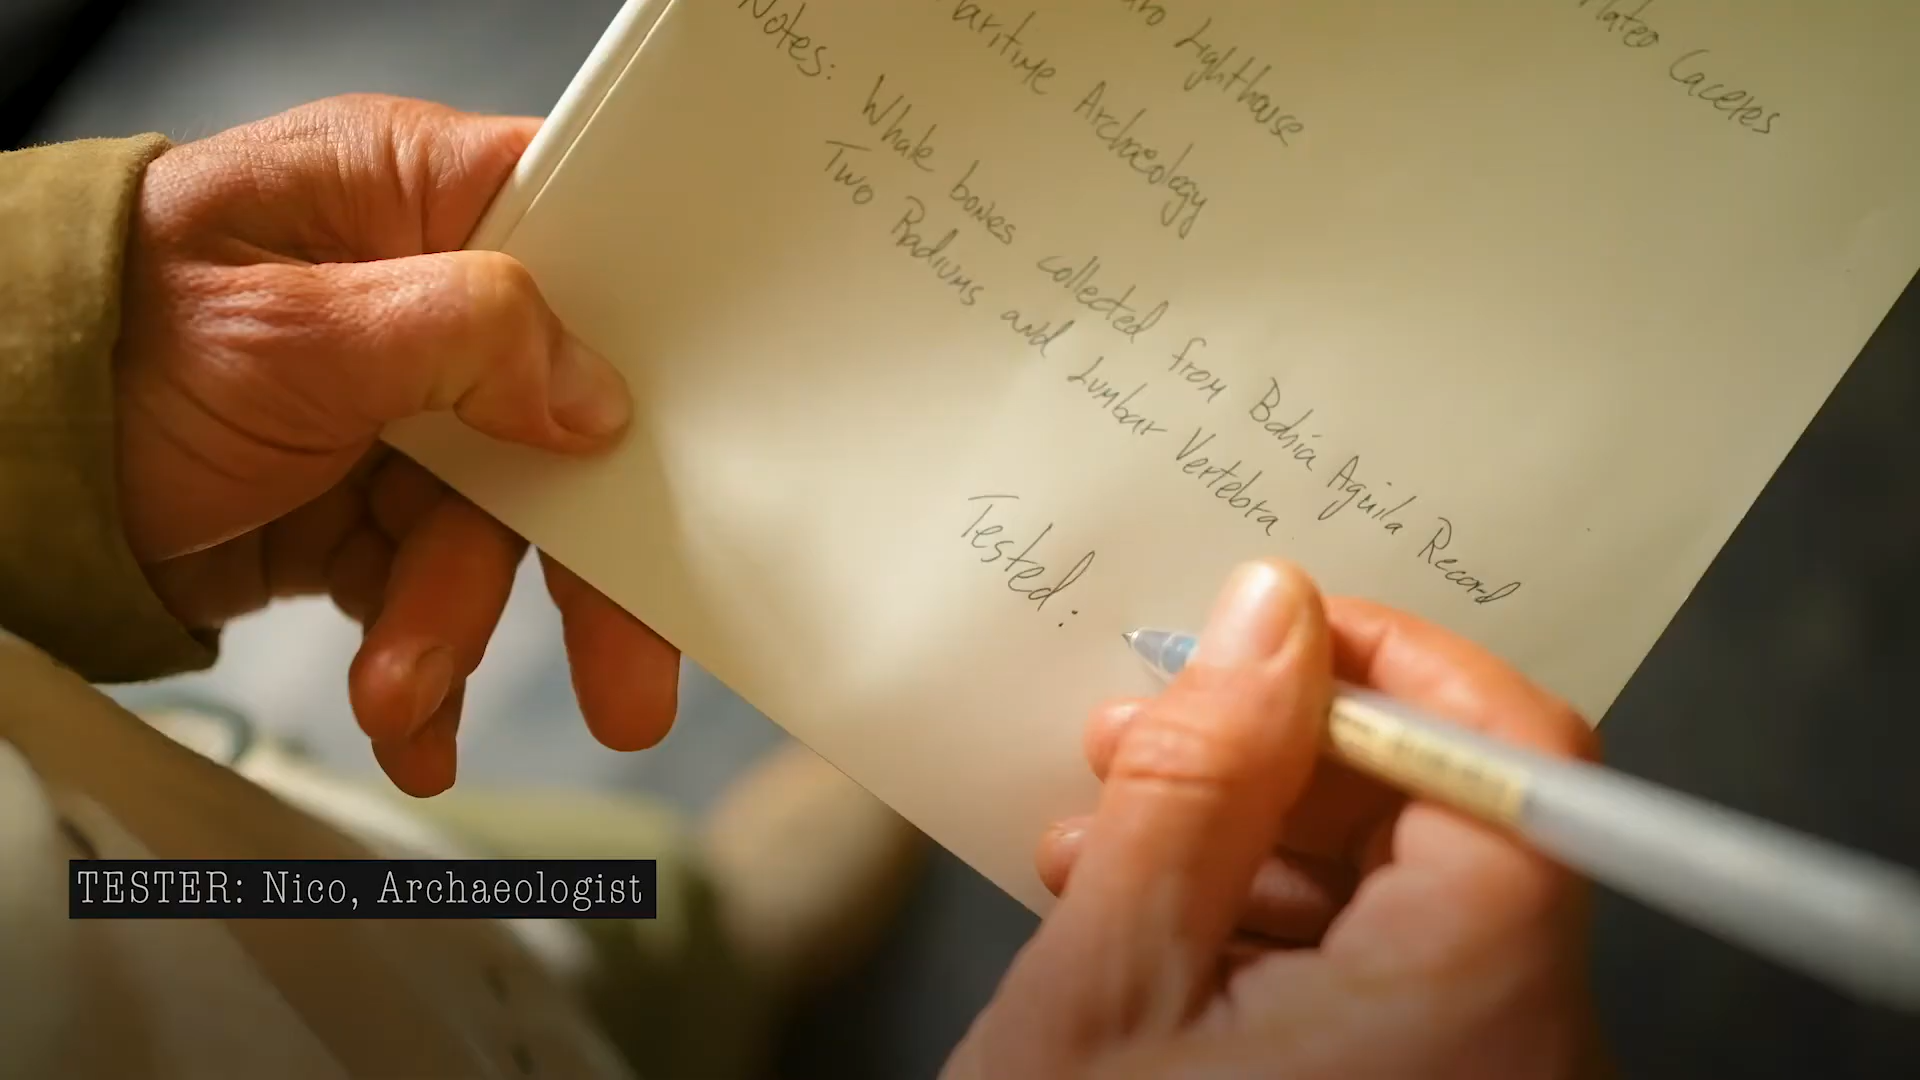 Mateo Caceres
Lighthouse
Maritime Archaeology
Notes:
Whale bones collected from Bahía Aguila Record
Two Radiums and Lumbar Vertebra
Tested:
TESTER: Nico, Archaeologist